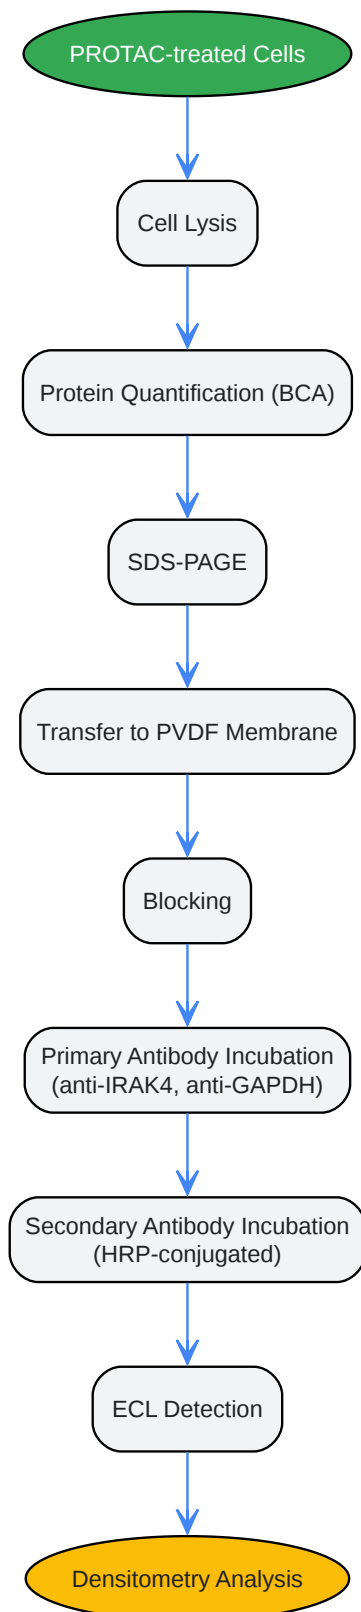 PROTAC-treated Cells
Cell Lysis
Protein Quantification (BCA)
SDS-PAGE
Transfer to PVDF Membrane
Blocking
Primary Antibody Incubation
(anti-IRAK4, anti-GAPDH)
Secondary Antibody Incubation
(HRP-conjugated)
ECL Detection
Densitometry Analysis